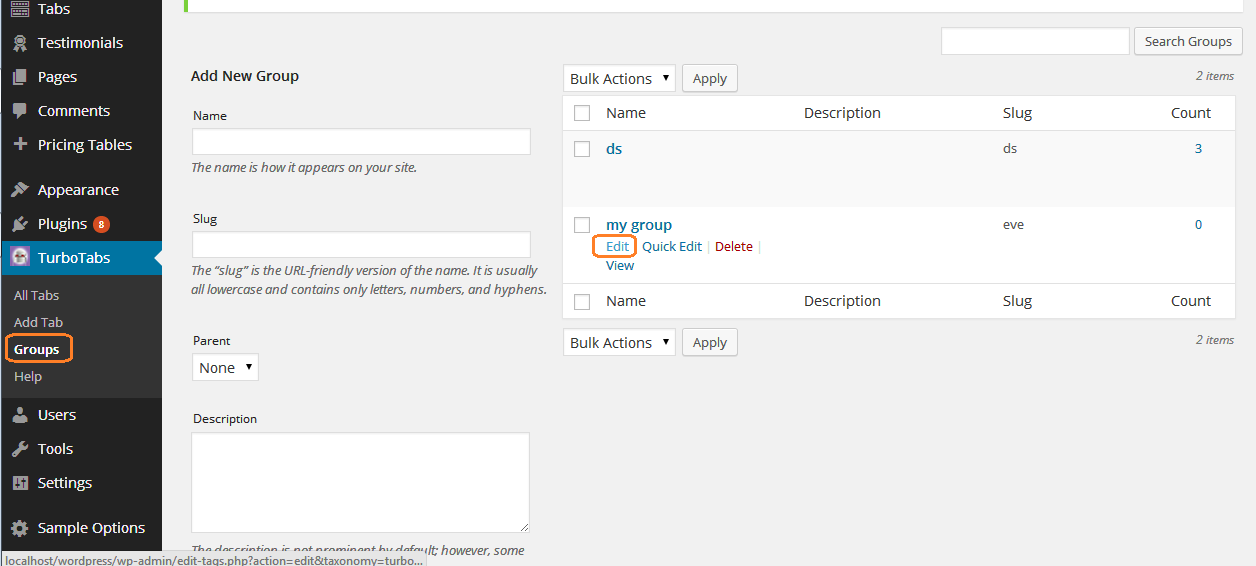 Tabs
Testimonials
Pages
Comments
Pricing Tables
Appearance
Plugins 8
TurboTabs
All Tabs
Add Tab
Groups
Help
Users
Tools
Settings
Sample Options
Search Groups
Add New Group
Name
The name is how it appears on your site.
Slug
The “slug” is the URL-friendly version of the name. It is usually
all lowercase and contains only letters, numbers, and hyphens.
Parent
None
Description
The description is not prominent by default; however, some
Bulk Actions Apply 2 items
Name Description Slug Count
ds ds 3
my group eve 0
Edit | Quick Edit | Delete |
View
Name Description Slug Count
Bulk Actions Apply 2 items
localhost/wordpress/wp-admin/edit-tags.php?action=edit&taxonomy=turbo...